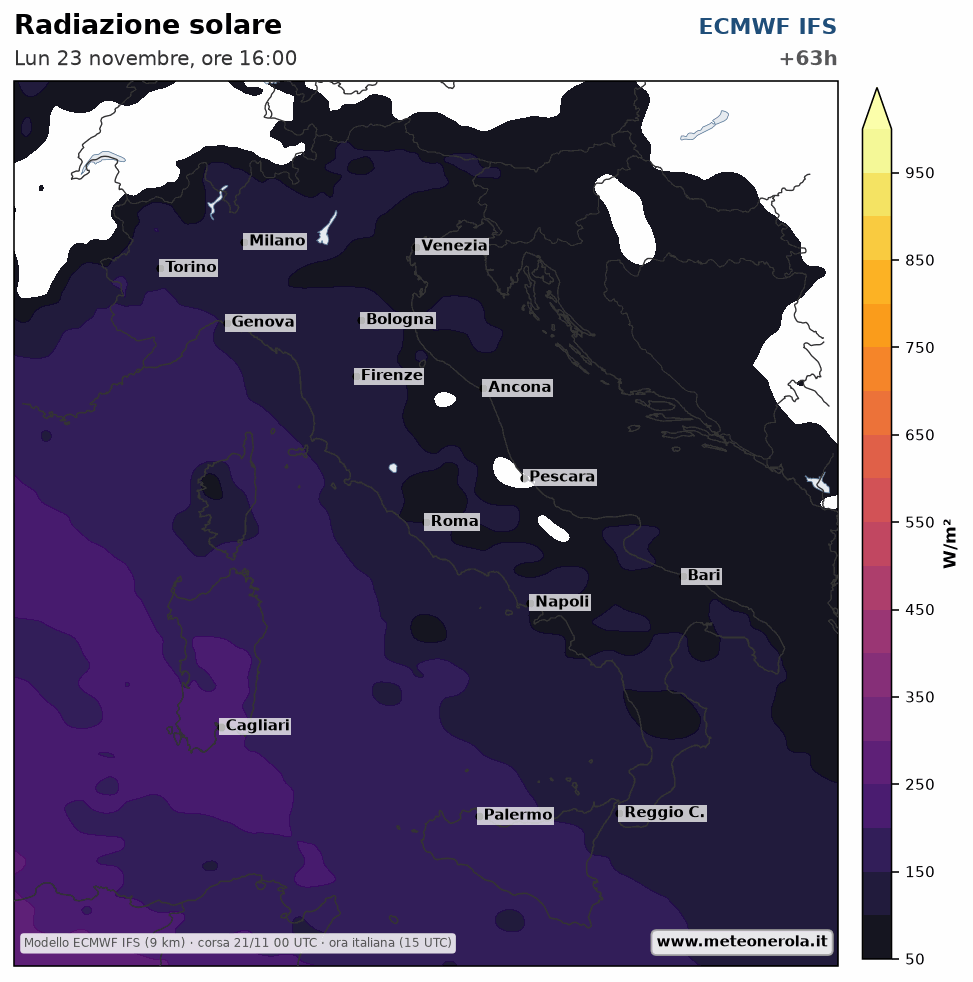 Radiazione solare
ECMWF IFS
Lun 23 novembre, ore 16:00
+63h
Milano
Venezia
Torino
Genova
Bologna
Firenze
Ancona
Pescara
Roma
Bari
Napoli
Cagliari
Palermo
Reggio C.
950
850
750
650
550
450
350
250
150
50
W/m²
Modello ECMWF IFS (9 km) · corsa 21/11 00 UTC · ora italiana (15 UTC)
www.meteonerola.it